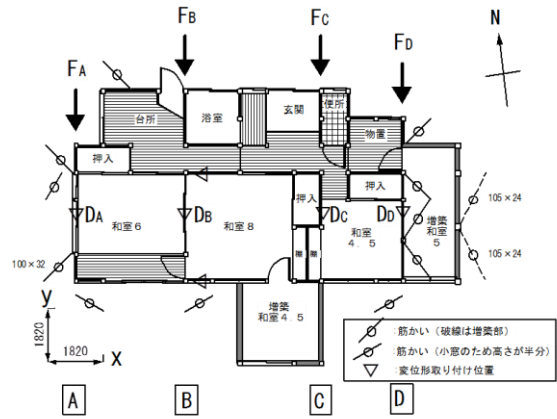 FA
FB
FC
FD
N
台所
浴室
玄関
便所
物置
押入
押入
押入
DA
DB
DC
DD
和室6
和室8
和室
4.5
増築
和室
5
105×24
105×24
100×32
増築
和室4.5
y
1820
1820
x
:筋かい（破線は増築部）
:筋かい（小窓のため高さが半分）
:変位形取り付け位置
A
B
C
D